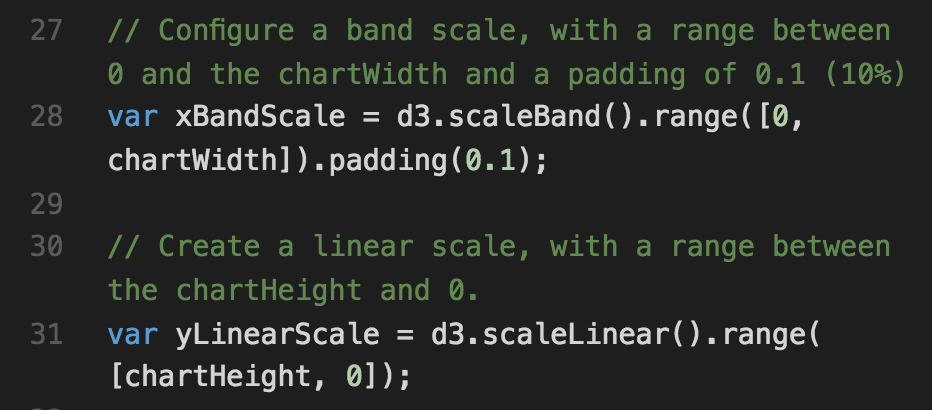 27 // Configure a band scale, with a range between
0 and the chartWidth and a padding of 0.1 (10%)
28 var xBandScale = d3.scaleBand().range([0,
chartWidth]).padding(0.1);
29
30 // Create a linear scale, with a range between
the chartHeight and 0.
31 var yLinearScale = d3.scaleLinear().range(
[chartHeight, 0]);